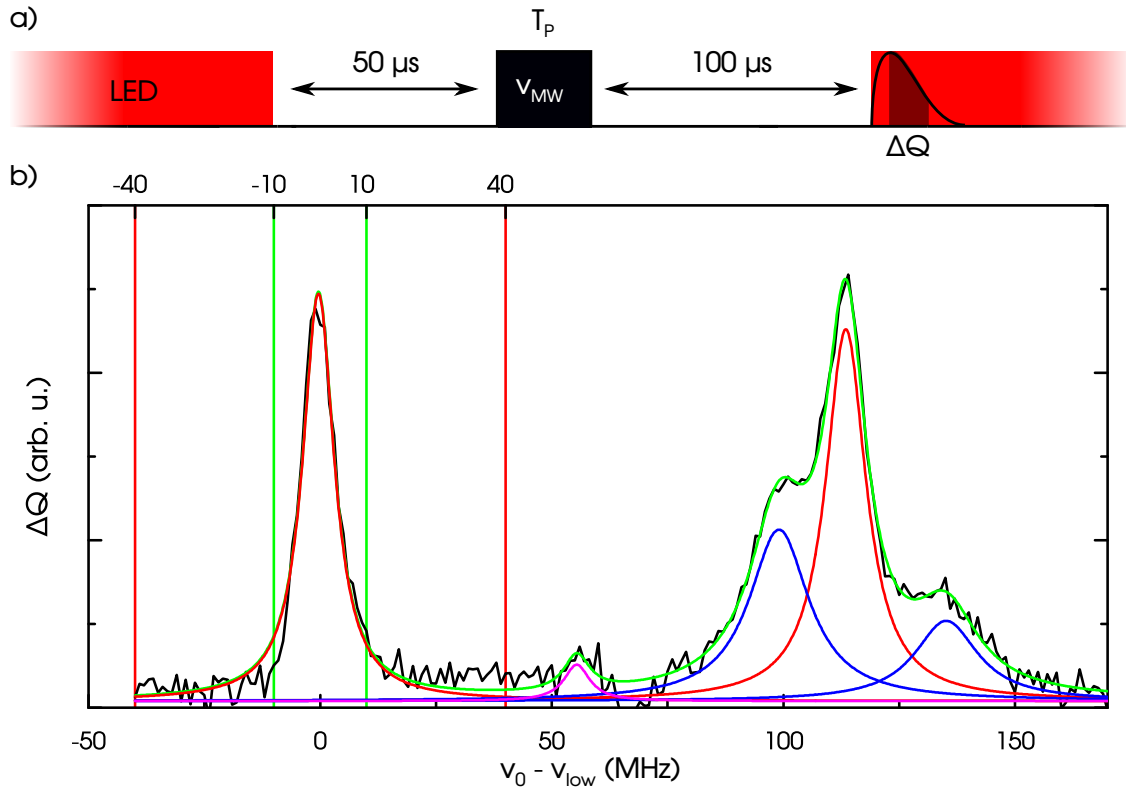 a)
T_P
LED
50 µs
ν_MW
100 µs
ΔQ
b)
-40 -10 10 40
ΔQ (arb. u.)
-50 0 50 100 150
ν_0 - ν_low (MHz)